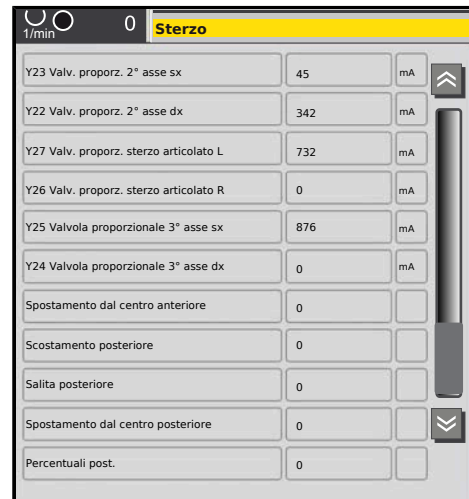 1/min 0 Sterzo
Y23 Valv. proporz. 2° asse sx 45 mA
Y22 Valv. proporz. 2° asse dx 342 mA
Y27 Valv. proporz. sterzo articolato L 732 mA
Y26 Valv. proporz. sterzo articolato R 0 mA
Y25 Valvola proporzionale 3° asse sx 876 mA
Y24 Valvola proporzionale 3° asse dx 0 mA
Spostamento dal centro anteriore 0
Scostamento posteriore 0
Salita posteriore 0
Spostamento dal centro posteriore 0
Percentuali post. 0